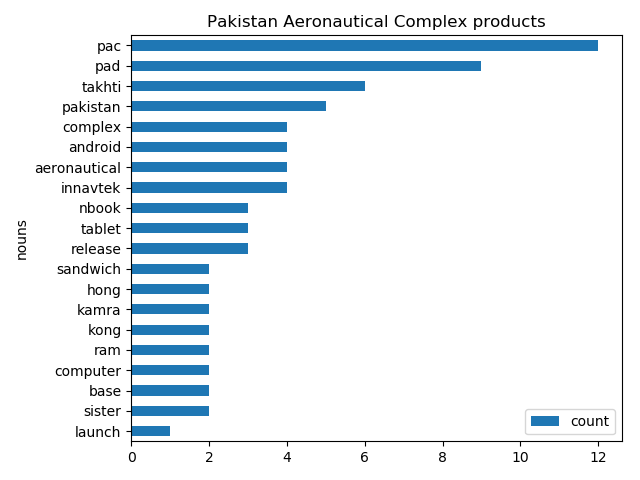 Pakistan Aeronautical Complex products
pac
pad
takhti
pakistan
complex
android
aeronautical
innavtek
nbook
tablet
release
sandwich
hong
kamra
kong
ram
computer
base
sister
launch
nouns
count
0 2 4 6 8 10 12